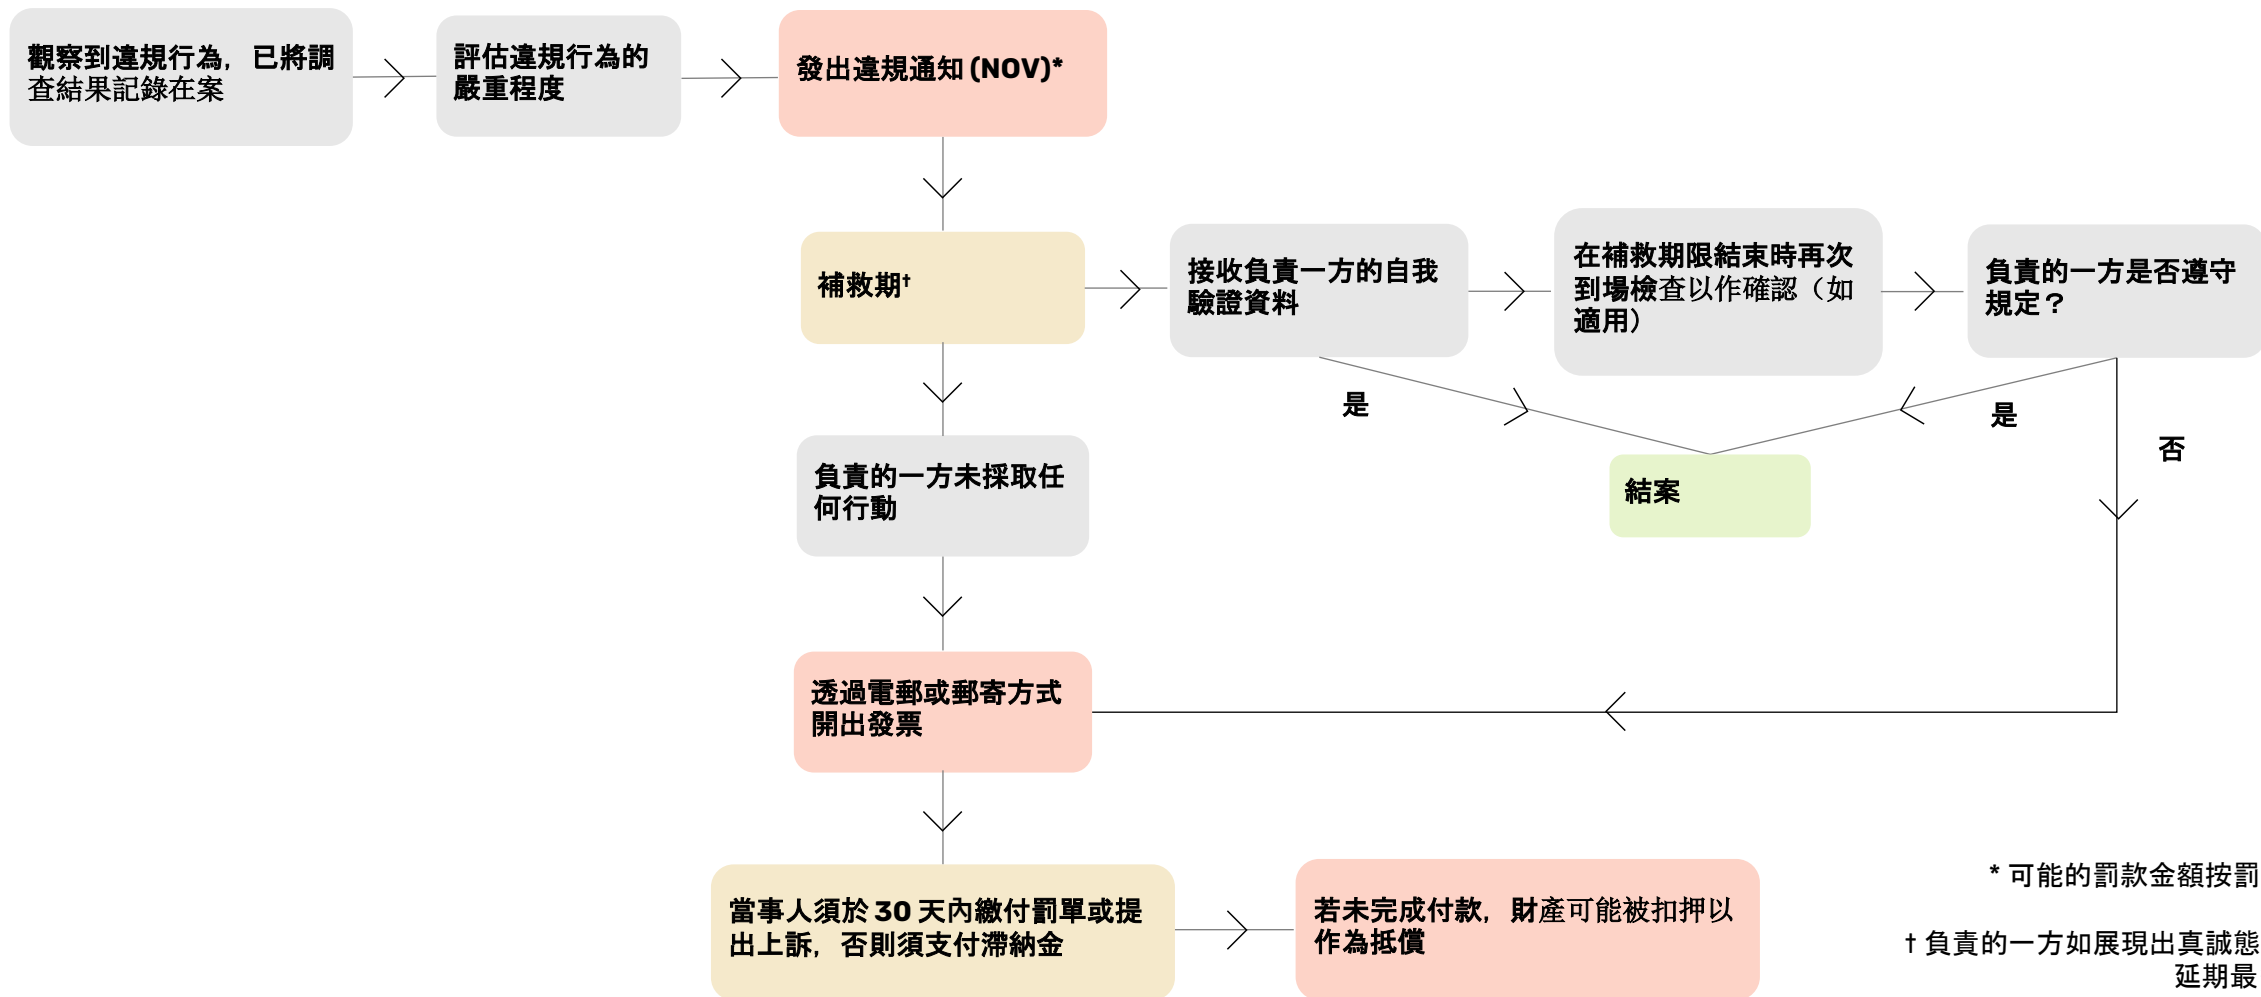 觀察到違規行為，已將調
查結果記錄在案
評估違規行為的
嚴重程度
發出違規通知 (NOV)*
補救期†
接收負責一方的自我
驗證資料
在補救期限結束時再次
到場檢查以作確認（如
適用）
負責的一方是否遵守
規定？
是
是
否
結案
負責的一方未採取任
何行動
透過電郵或郵寄方式
開出發票
當事人須於 30 天內繳付罰單或提
出上訴，否則須支付滯納金
若未完成付款，財產可能被扣押以
作為抵償
* 可能的罰款金額按罰
† 負責的一方如展現出真誠態
延期最